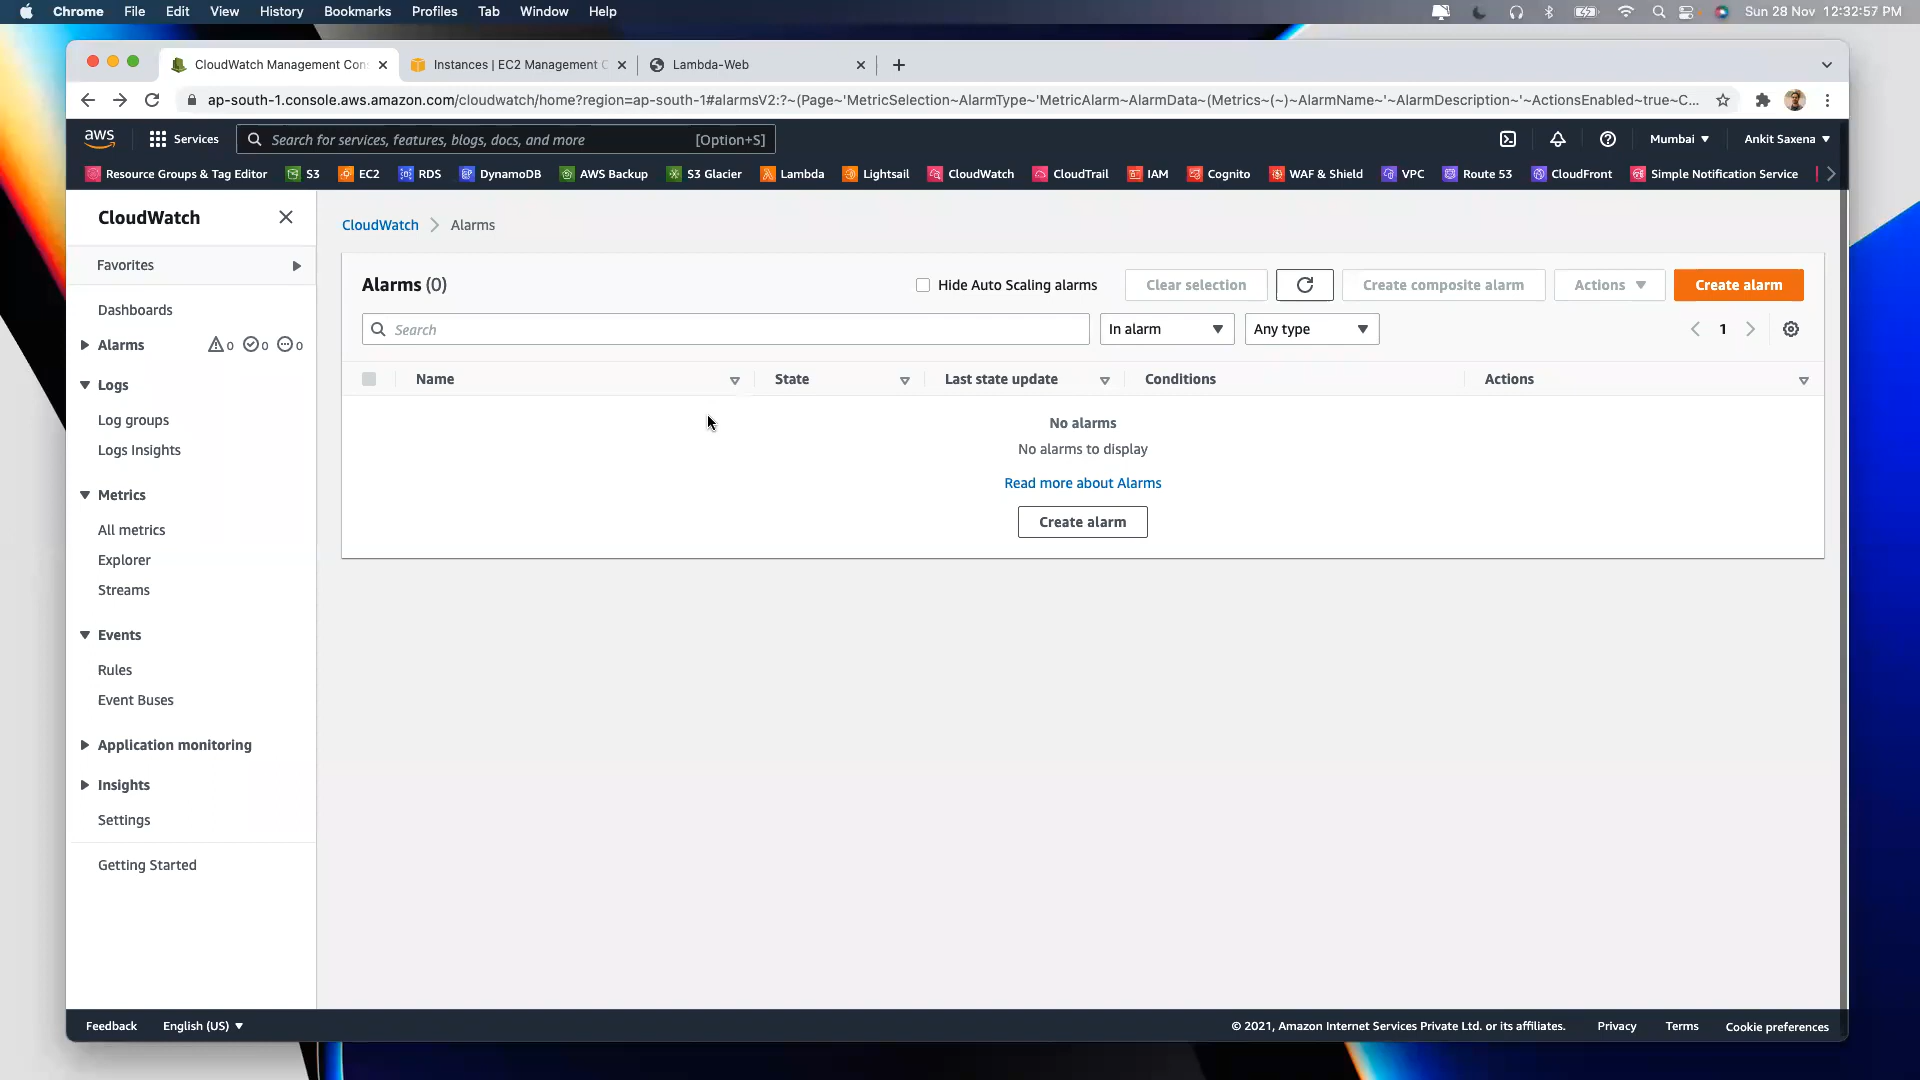 Chrome File Edit View History Bookmarks Profiles Tab Window Help Sun 28 Nov 12:32:57 PM
CloudWatch Management Con Instances | EC2 Management C Lambda-Web
ap-south-1.console.aws.amazon.com/cloudwatch/home?region=ap-south-1#alarmsV2:?~(Page~'MetricSelection~AlarmType~'MetricAlarm~AlarmData~(Metrics~(~)~AlarmName~'~AlarmDescription~'~ActionsEnabled~true~C...
aws Services Search for services, features, blogs, docs, and more [Option+S] Mumbai Ankit Saxena
Resource Groups & Tag Editor S3 EC2 RDS DynamoDB AWS Backup S3 Glacier Lambda Lightsail CloudWatch CloudTrail IAM Cognito WAF & Shield VPC Route 53 CloudFront Simple Notification Service
CloudWatch
Favorites
Dashboards
Alarms 0 0 0
Logs
Log groups
Logs Insights
Metrics
All metrics
Explorer
Streams
Events
Rules
Event Buses
Application monitoring
Insights
Settings
Getting Started
CloudWatch Alarms
Alarms (0) Hide Auto Scaling alarms Clear selection Create composite alarm Actions Create alarm
Search In alarm Any type 1
Name State Last state update Conditions Actions
No alarms
No alarms to display
Read more about Alarms
Create alarm
Feedback English (US) © 2021, Amazon Internet Services Private Ltd. or its affiliates. Privacy Terms Cookie preferences